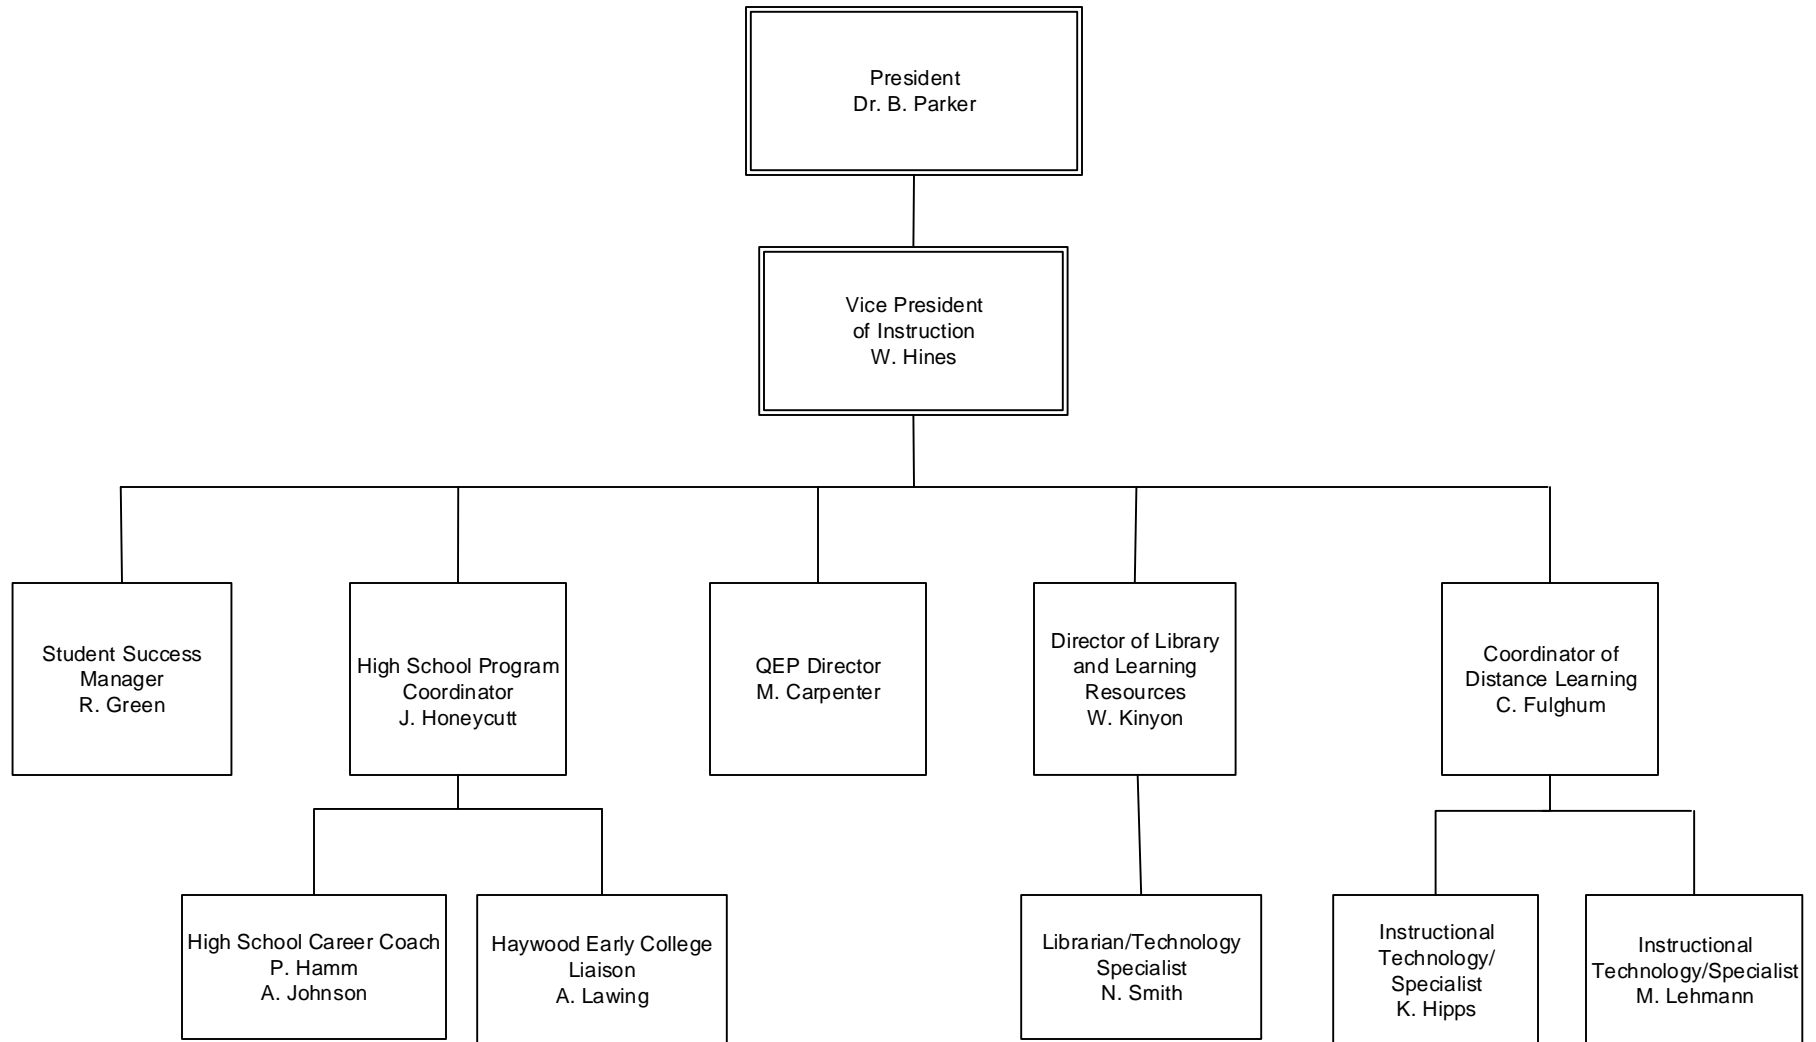 President
Dr. B. Parker
Vice President
of Instruction
W. Hines
Student Success
Manager
R. Green
High School Program
Coordinator
J. Honeycutt
QEP Director
M. Carpenter
Director of Library
and Learning
Resources
W. Kinyon
Coordinator of
Distance Learning
C. Fulghum
High School Career Coach
P. Hamm
A. Johnson
Haywood Early College
Liaison
A. Lawing
Librarian/Technology
Specialist
N. Smith
Instructional
Technology/
Specialist
K. Hipps
Instructional
Technology/Specialist
M. Lehmann